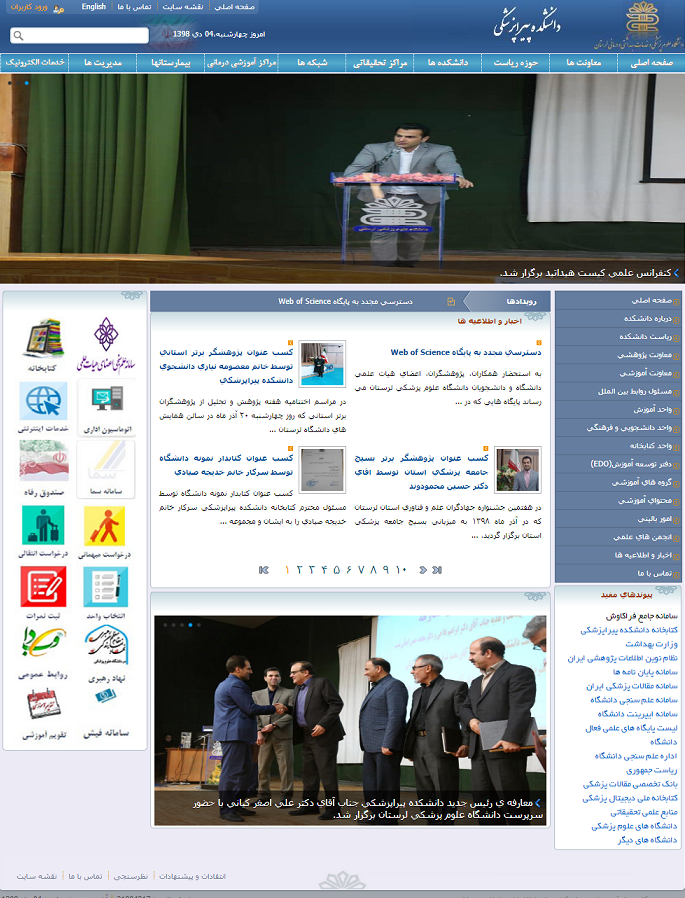 صفحه اصلی | نقشه سایت | تماس با ما | English
ورود کاربران
دانشکده پیراپزشکی
امروز چهارشنبه،04 دی 1398
صفحه اصلی
معاونت ها
حوزه ریاست
دانشکده ها
مراکز تحقیقاتی
شبکه ها
مراکز آموزشی درمانی
بیمارستانها
مدیریت ها
خدمات الکترونیک
کنفرانس علمی کیست هیداتید برگزار شد.
صفحه اصلی
درباره دانشکده
ریاست دانشکده
معاونت پژوهشی
معاونت آموزشی
مسئول روابط بین الملل
واحد آموزش
واحد دانشجویی و فرهنگی
واحد کتابخانه
دفتر توسعه آموزش(EDO)
گروه های آموزشی
محتوای آموزشی
امور بالینی
انجمن های علمی
اخبار و اطلاعیه ها
تماس با ما
پیوندهای مفید
سامانه جامع فراکاوش
کتابخانه دانشکده پیراپزشکی
وزارت بهداشت
نظام نوین اطلاعات پژوهشی ایران
سامانه پایان نامه ها
سامانه مقالات پزشکی ایران
سامانه علم سنجی دانشگاه
سامانه ایپرینت دانشگاه
لیست پایگاه های علمی فعال
دانشگاه
اداره علم سنجی دانشگاه
ریاست جمهوری
بانک تخصصی مقالات پزشکی
کتابخانه ملی دیجیتال پزشکی
منابع علمی تحقیقاتی
دانشگاه های علوم پزشکی
دانشگاه های دیگر
رویدادها
دسترسی مجدد به پایگاه Web of Science
اخبار و اطلاعیه ها
دسترسی مجدد به پایگاه Web of Science
به استحضار همکاران، پژوهشگران، اعضای هیات علمی
دانشگاه و دانشجویان دانشگاه علوم پزشکی لرستان می
رساند پایگاه هایی که در ...
کسب عنوان پژوهشگر برتر استانی
توسط خانم معصومه نیازی دانشجوی
دانشکده پیراپزشکی
در مراسم اختتامیه هفته پژوهش و تجلیل از پژوهشگران
برتر استانی که روز چهارشنبه ۲۰ آذر ماه در سالن همایش
های دانشگاه لرستان ...
کسب عنوان پژوهشگر برتر بسیج
جامعه پزشکی استان توسط آقای
دکتر حسین محمودوند
در هفتمین جشنواره جهادگران علم و فناوری استان لرستان
که در آذر ماه ۱۳۹۸ به میزبانی بسیج جامعه پزشکی
استان برگزار گردید، ...
کسب عنوان کتابدار نمونه دانشگاه
توسط سرکار خانم خدیجه صیادی
کسب عنوان کتابدار نمونه دانشگاه توسط
مسئول محترم کتابخانه دانشکده پیراپزشکی سرکار خانم
خدیجه صیادی را به ایشان و مجموعه ...
۱ ۲ ۳ ۴ ۵ ۶ ۷ ۸ ۹ ۱۰
معارفه ی رئیس جدید دانشکده پیراپزشکی جناب آقای دکتر علی اصغر کیانی با حضور
سرپرست دانشگاه علوم پزشکی لرستان برگزار شد.
کتابخانه
اتوماسیون اداری
خدمات اینترنتی
سامانه سما
صندوق رفاه
درخواست میهمانی
درخواست انتقالی
انتخاب واحد
ثبت نمرات
نهاد رهبری
روابط عمومی
سامانه فیش
تقویم آموزشی
انتقادات و پیشنهادات | نظرسنجی | تماس با ما | نقشه سایت